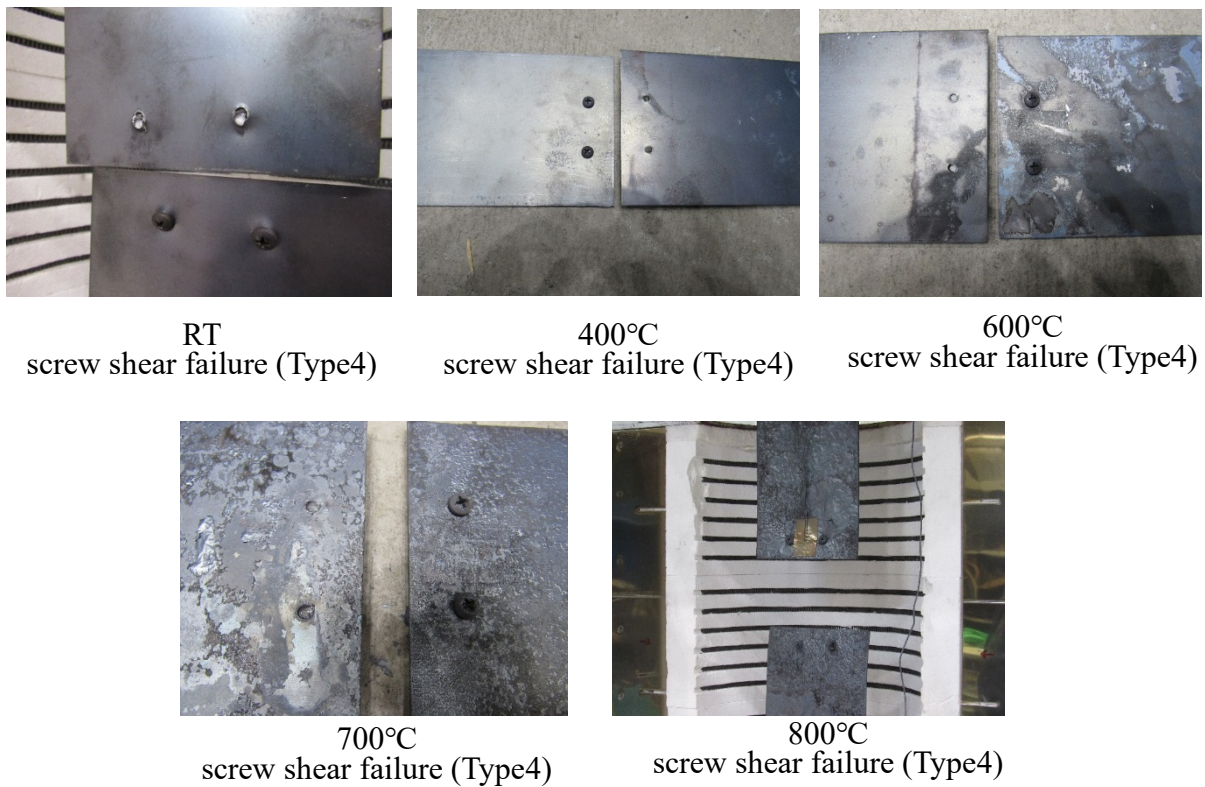 RT
screw shear failure (Type4)
400℃
screw shear failure (Type4)
600℃
screw shear failure (Type4)
700℃
screw shear failure (Type4)
800℃
screw shear failure (Type4)